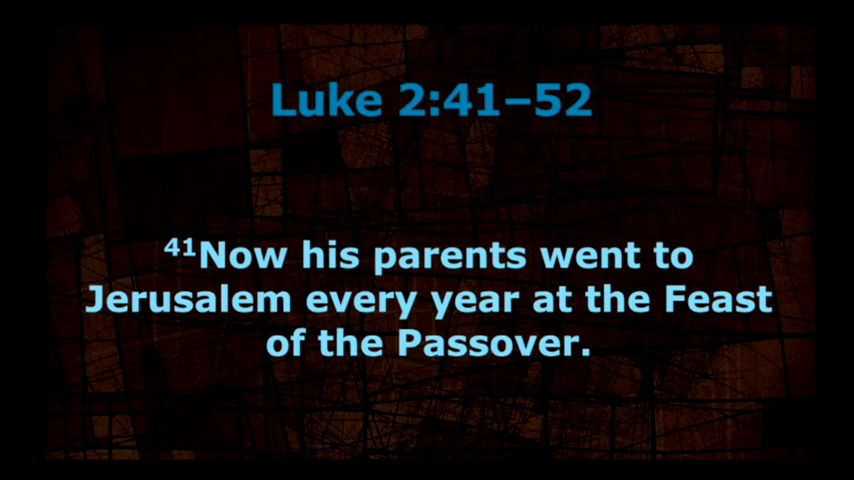 Luke 2:41–52
41Now his parents went to
Jerusalem every year at the Feast
of the Passover.